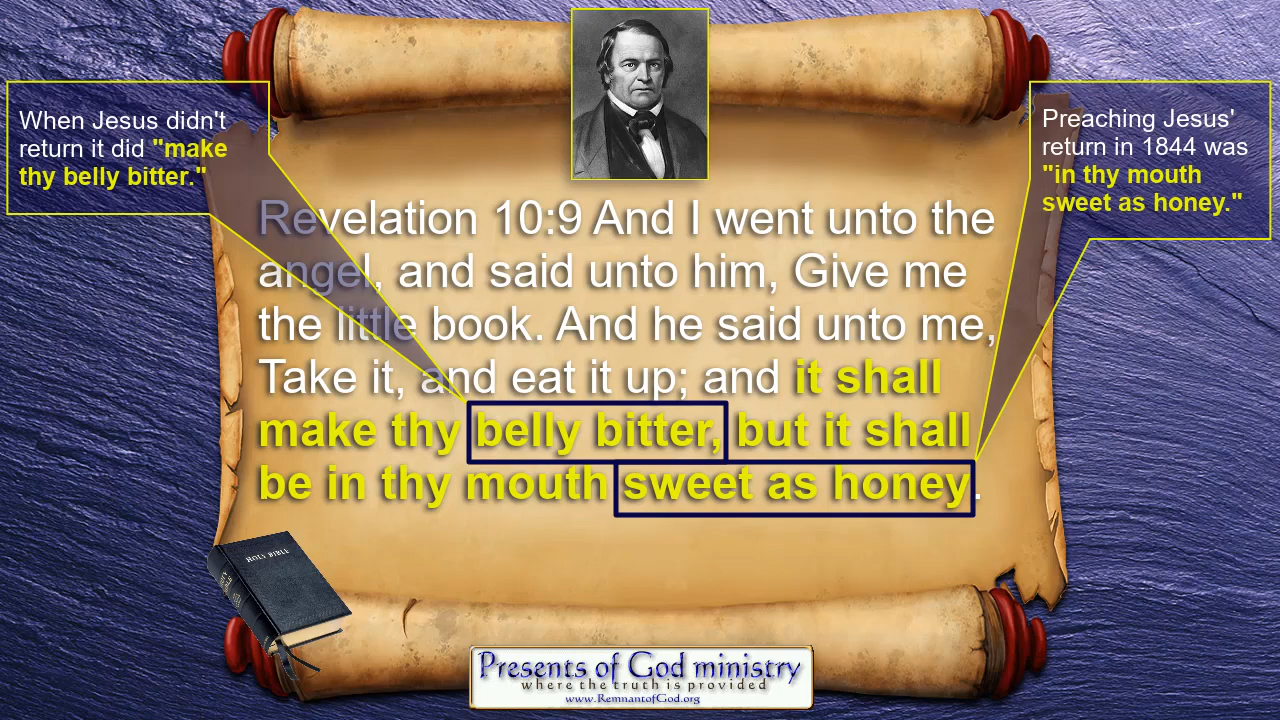 When Jesus didn't
return it did "make
thy belly bitter."
Preaching Jesus'
return in 1844 was
"in thy mouth
sweet as honey."
Revelation 10:9 And I went unto the
angel, and said unto him, Give me
the little book. And he said unto me,
Take it, and eat it up; and it shall
make thy belly bitter, but it shall
be in thy mouth sweet as honey.
HOLY BIBLE
Presents of God ministry
where the truth is provided
www.RemnantofGod.org